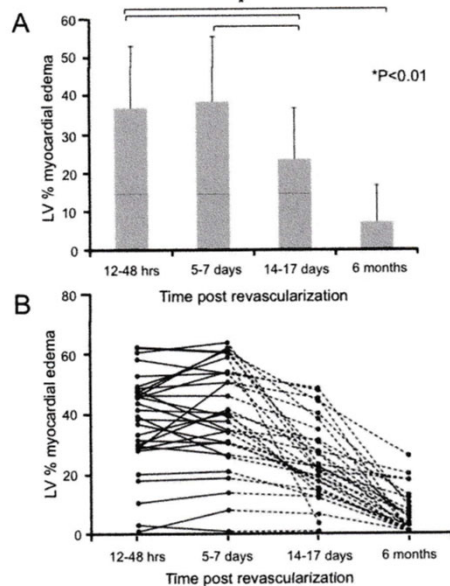 A
60
50
40
30
20
10
0
LV % myocardial edema
*P<0.01
12-48 hrs 5-7 days 14-17 days 6 months
Time post revascularization
B
80
60
40
20
0
LV % myocardial edema
12-48 hrs 5-7 days 14-17 days 6 months
Time post revascularization